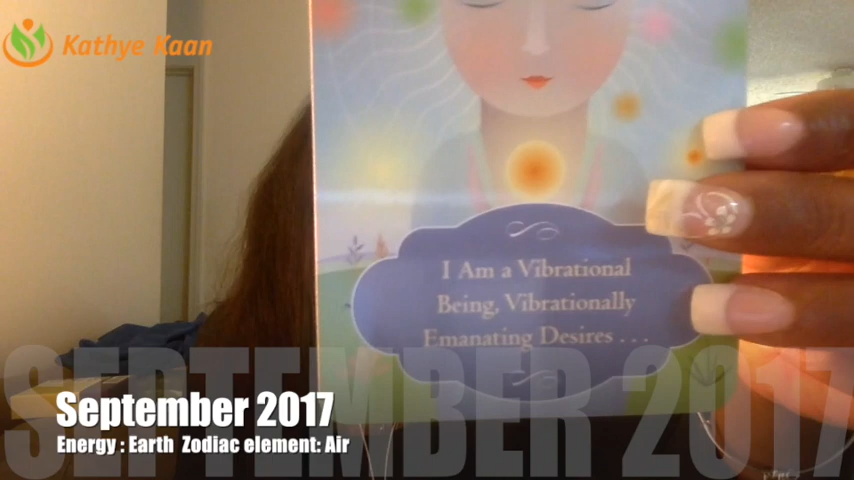 Kathye Kaan
I Am a Vibrational
Being, Vibrationally
Emanating Desires . . .
SEPTEMBER 2017
September 2017
Energy : Earth Zodiac element: Air